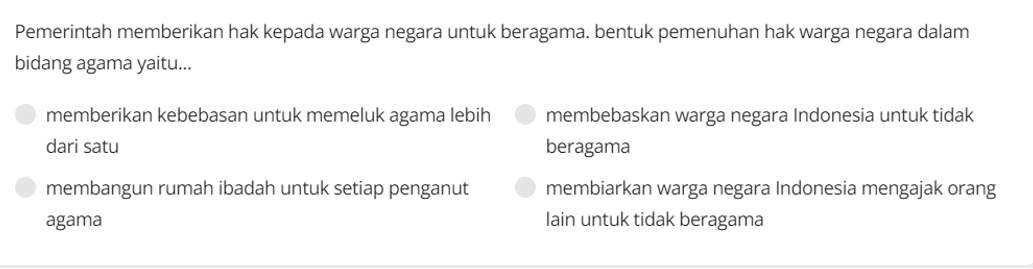 Pemerintah memberikan hak kepada warga negara untuk beragama. bentuk pemenuhan hak warga negara dalam
bidang agama yaitu...
memberikan kebebasan untuk memeluk agama lebih
dari satu
membebaskan warga negara Indonesia untuk tidak
beragama
membangun rumah ibadah untuk setiap penganut
agama
membiarkan warga negara Indonesia mengajak orang
lain untuk tidak beragama